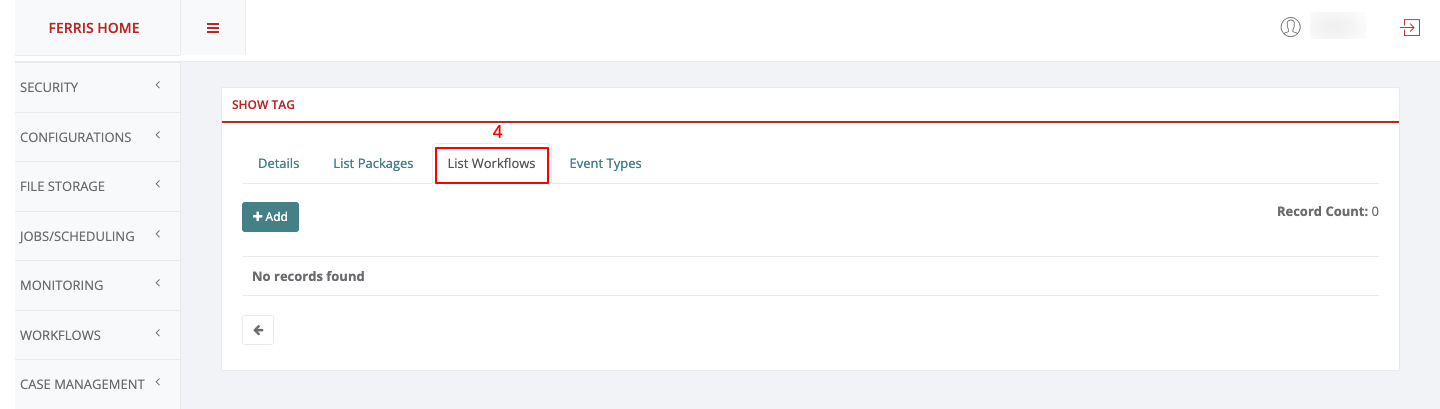 FERRIS HOME
SECURITY
CONFIGURATIONS
FILE STORAGE
JOBS/SCHEDULING
MONITORING
WORKFLOWS
CASE MANAGEMENT
SHOW TAG
4
Details List Packages List Workflows Event Types
+ Add Record Count: 0
No records found